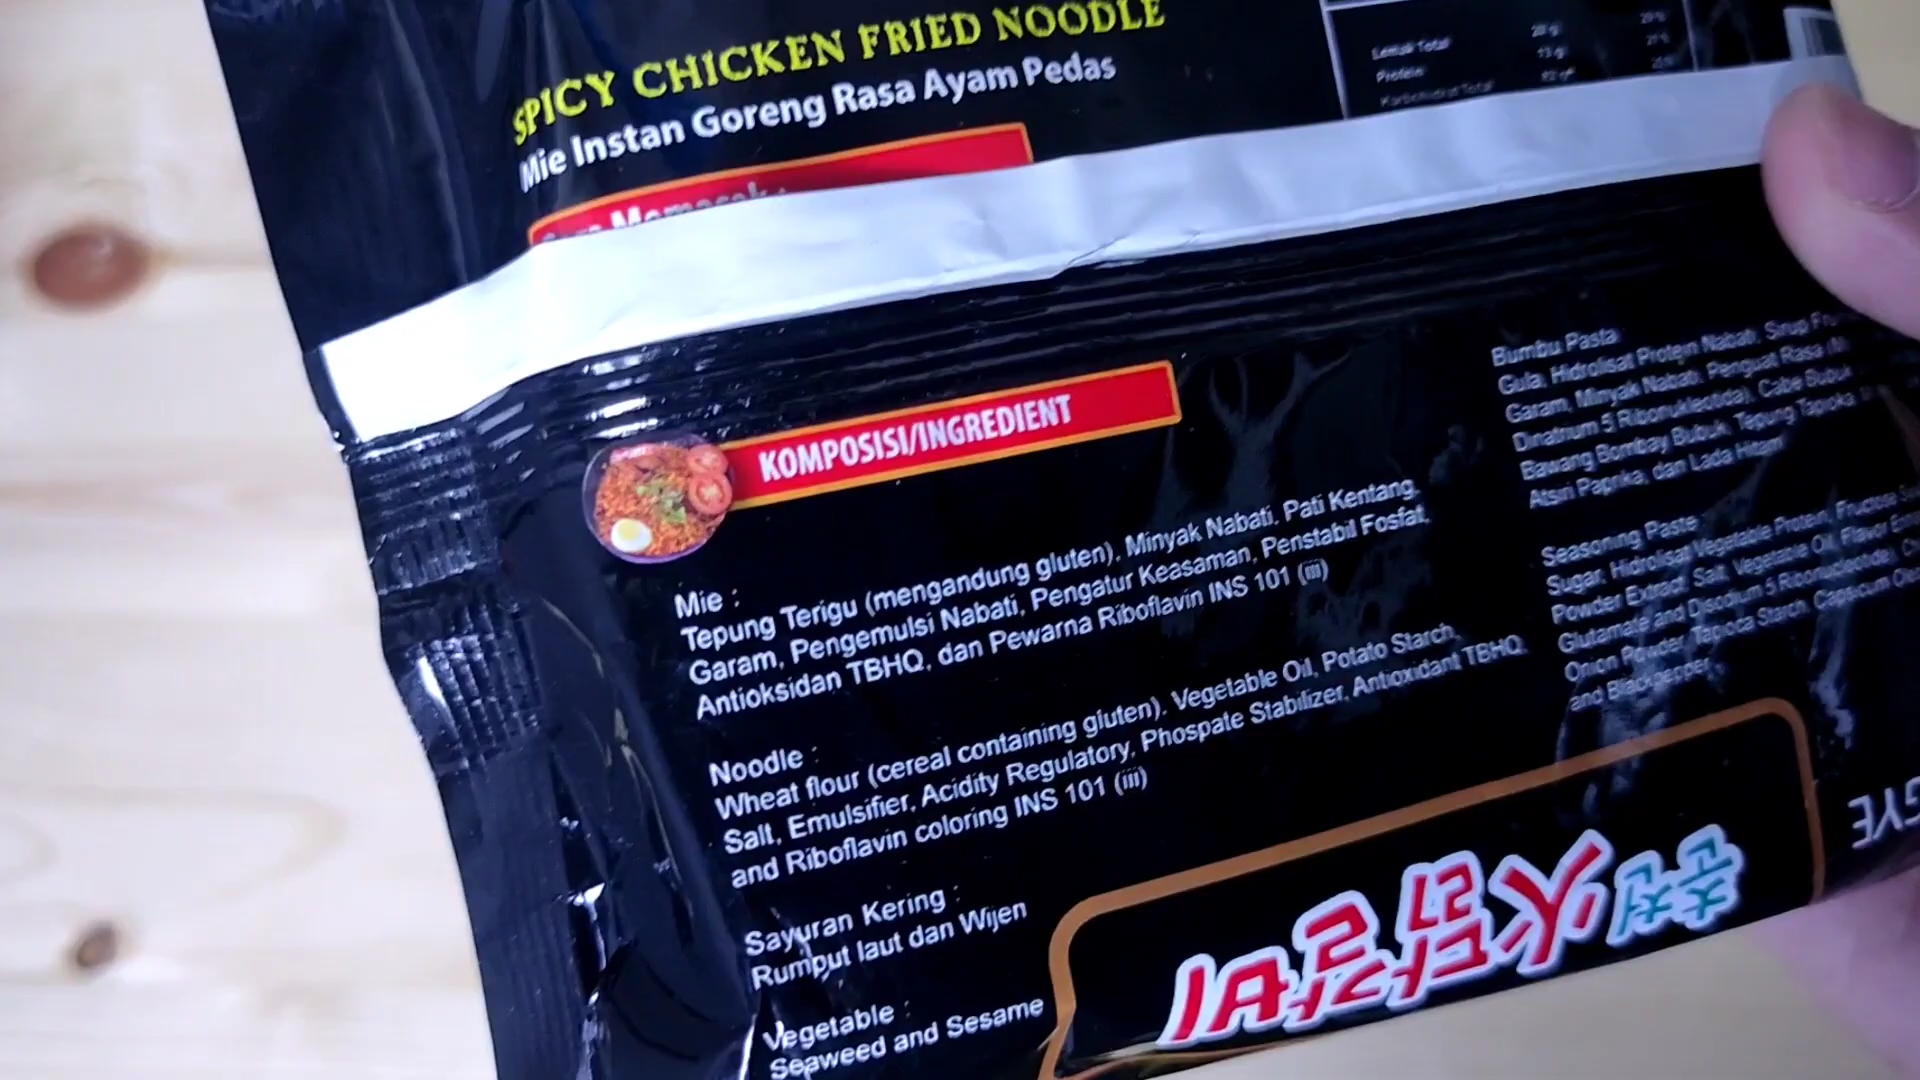 SPICY CHICKEN FRIED NOODLE
Mie Instan Goreng Rasa Ayam Pedas
Lemak Total
Protein
Karbohidrat Total
KOMPOSISI/INGREDIENT
Mie :
Tepung Terigu (mengandung gluten), Minyak Nabati, Pati Kentang,
Garam, Pengemulsi Nabati, Pengatur Keasaman, Penstabil Fosfat,
Antioksidan TBHQ, dan Pewarna Riboflavin INS 101 (iii)
Noodle :
Wheat flour (cereal containing gluten), Vegetable Oil, Potato Starch,
Salt, Emulsifier, Acidity Regulatory, Phospate Stabilizer, Antioxidant TBHQ,
and Riboflavin coloring INS 101 (iii)
Sayuran Kering :
Rumput laut dan Wijen
Vegetable :
Seaweed and Sesame
Bumbu Pasta
Gula, Hidrolisat Protein Nabati, Sirup
Garam, Minyak Nabati, Penguat Rasa
Dinatrium 5 Ribonukleotida), Cabe Bubuk
Bawang Bombay Bubuk, Tepung Tapioka
Atsiri Paprika, dan Lada Hitam
Seasoning Paste
Sugar, Hidrolisat Vegetable Protein, Fructose
Powder Extract, Salt, Vegetable Oil, Flavor
Glutamate and Disodium 5 Ribonucleotide),
Onion Powder, Tapioca Starch, Capsicum
and Blackpepper
춘천